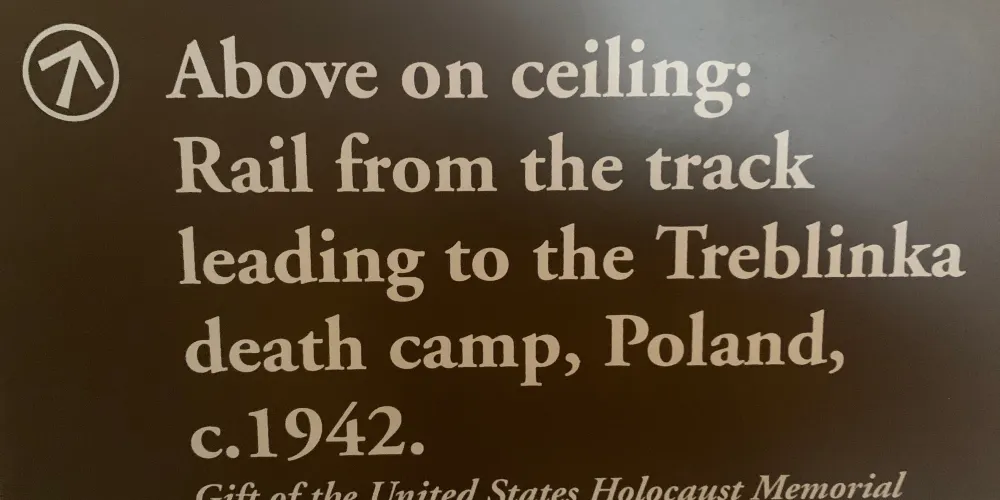 Above on ceiling:
Rail from the track
leading to the Treblinka
death camp, Poland,
c.1942.
Gift of the United States Holocaust Memorial